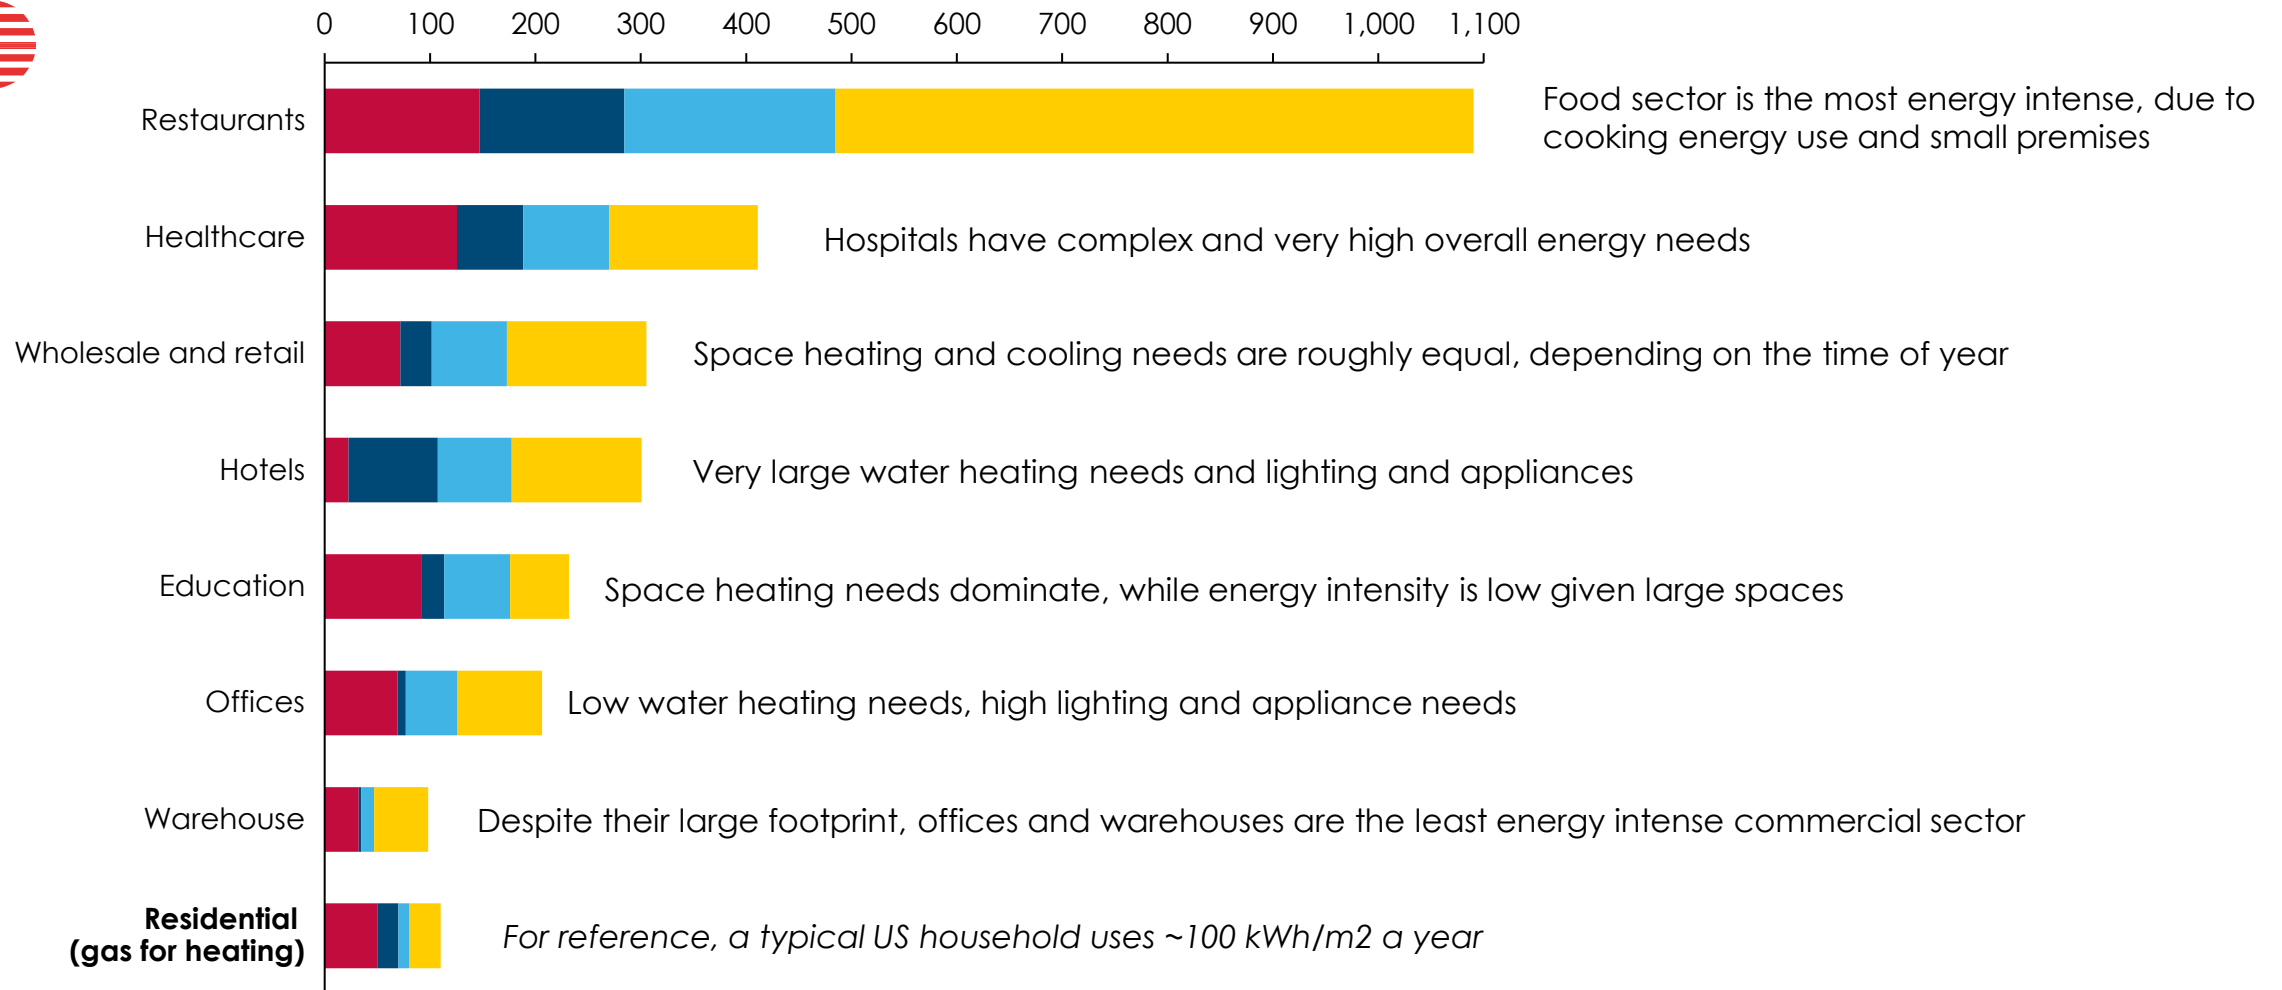 0 100 200 300 400 500 600 700 800 900 1,000 1,100
Restaurants
Food sector is the most energy intense, due to
cooking energy use and small premises
Healthcare
Hospitals have complex and very high overall energy needs
Wholesale and retail
Space heating and cooling needs are roughly equal, depending on the time of year
Hotels
Very large water heating needs and lighting and appliances
Education
Space heating needs dominate, while energy intensity is low given large spaces
Offices
Low water heating needs, high lighting and appliance needs
Warehouse
Despite their large footprint, offices and warehouses are the least energy intense commercial sector
Residential
(gas for heating)
For reference, a typical US household uses ~100 kWh/m2 a year